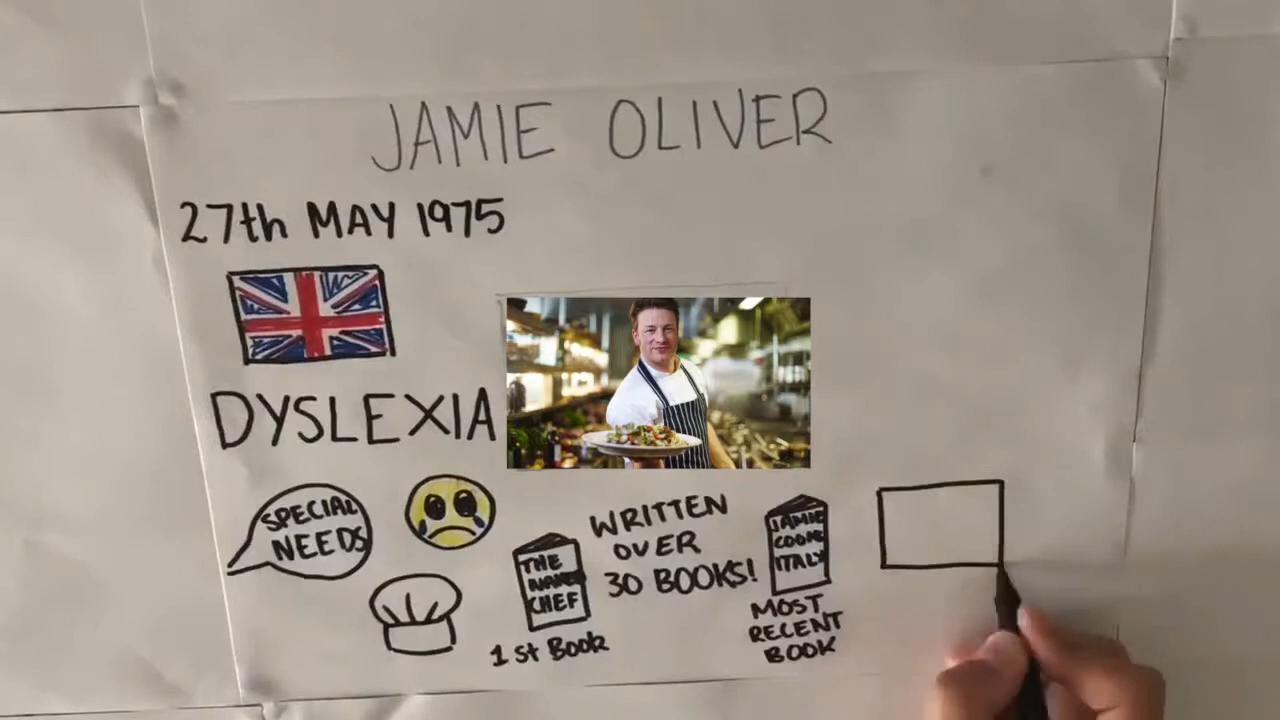 JAMIE OLIVER
27th MAY 1975
DYSLEXIA
SPECIAL
NEEDS
THE
NAKED
CHEF
1st Book
WRITTEN
OVER
30 BOOKS!
JAMIE
COOKS
ITALY
MOST
RECENT
BOOK